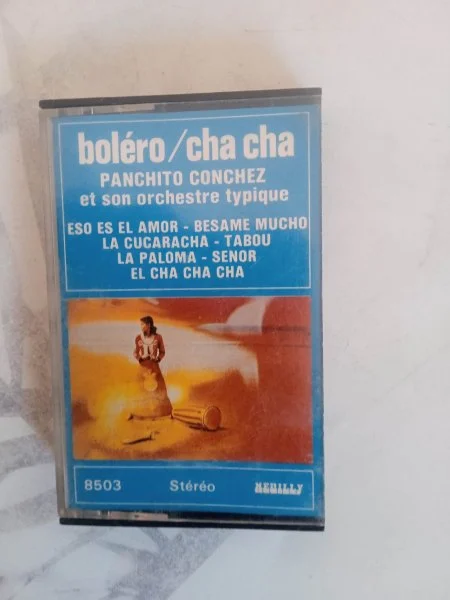 boléro/cha cha
PANCHITO CONCHEZ
et son orchestre typique
ESO ES EL AMOR - BESAME MUCHO
LA CUCARACHA - TABOU
LA PALOMA - SENOR
EL CHA CHA CHA
8503 Stéréo MERILLY